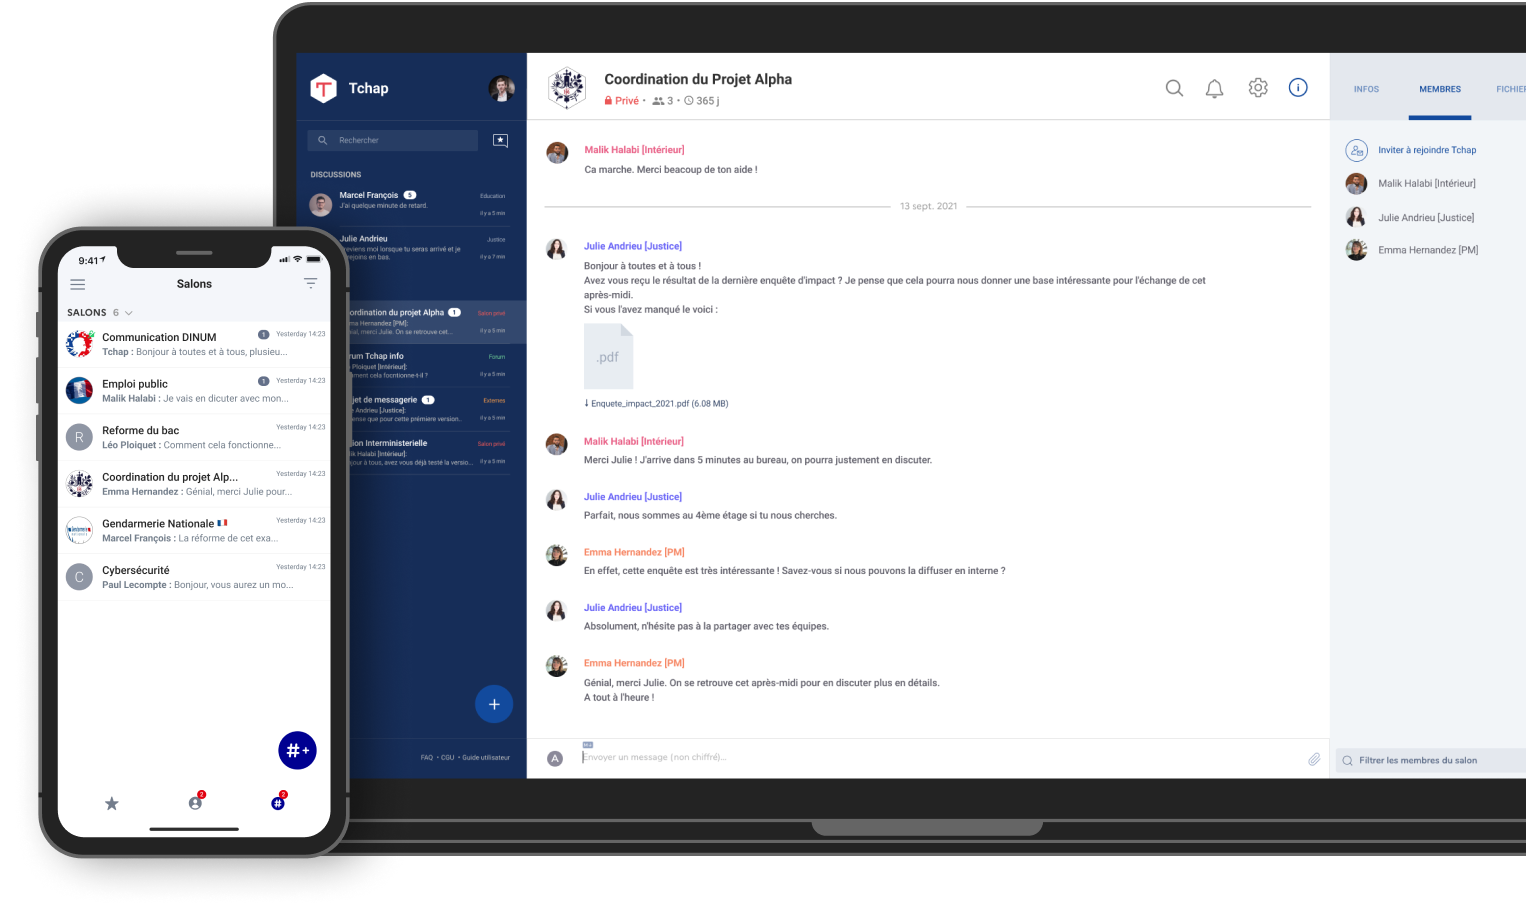 Tchap
Rechercher
DISCUSSIONS
Marcel François 5 Education
J'ai quelque minute de retard.
il y a 5 min
Julie Andrieu Justice
reviens moi lorsque tu seras arrivé et je
rejoins en bas. il y a 7 min
ordination du projet Alpha 1 Salon privé
ma Hernandez [PM]:
ial, merci Julie. On se retrouve cet... il y a 5 min
rum Tchap info Forum
Ploiquet [Intérieur]:
ment cela focntionne-t-il ? il y a 5 min
jet de messagerie 1 Externes
e Andrieu [Justice]:
ense que pour cette première version.. il y a 5 min
ion Interministerielle Salon privé
lik Halabi [Intérieur]:
jour à tous, avez vous déjà testé la versio... il y a 5 min
+
FAQ • CGU • Guide utilisateur
Coordination du Projet Alpha
Privé • 3 • 365 j
Malik Halabi [Intérieur]
Ca marche. Merci beaucoup de ton aide !
13 sept. 2021
Julie Andrieu [Justice]
Bonjour à toutes et à tous !
Avez vous reçu le résultat de la dernière enquête d'impact ? Je pense que cela pourra nous donner une base intéressante pour l'échange de cet
après-midi.
Si vous l'avez manqué le voici :
.pdf
Enquete_impact_2021.pdf (6.08 MB)
Malik Halabi [Intérieur]
Merci Julie ! J'arrive dans 5 minutes au bureau, on pourra justement en discuter.
Julie Andrieu [Justice]
Parfait, nous sommes au 4ème étage si tu nous cherches.
Emma Hernandez [PM]
En effet, cette enquête est très intéressante ! Savez-vous si nous pouvons la diffuser en interne ?
Julie Andrieu [Justice]
Absolument, n'hésite pas à la partager avec tes équipes.
Emma Hernandez [PM]
Génial, merci Julie. On se retrouve cet après-midi pour en discuter plus en détails.
A tout à l'heure !
A
Envoyer un message (non chiffré)...
INFOS MEMBRES FICHIER
Inviter à rejoindre Tchap
Malik Halabi [Intérieur]
Julie Andrieu [Justice]
Emma Hernandez [PM]
Filtrer les membres du salon
9:41
Salons
SALONS 6
Communication DINUM 1 Yesterday 14:23
Tchap : Bonjour à toutes et à tous, plusieu...
Emploi public 1 Yesterday 14:23
Malik Halabi : Je vais en dicuter avec mon...
R
Reforme du bac Yesterday 14:23
Léo Ploiquet : Comment cela fonctionne...
Coordination du projet Alp... Yesterday 14:23
Emma Hernandez : Génial, merci Julie pour...
Gendarmerie Nationale Yesterday 14:23
Marcel François : La réforme de cet exa...
C
Cybersécurité Yesterday 14:23
Paul Lecompte : Bonjour, vous aurez un mo...
#+
2
2
#